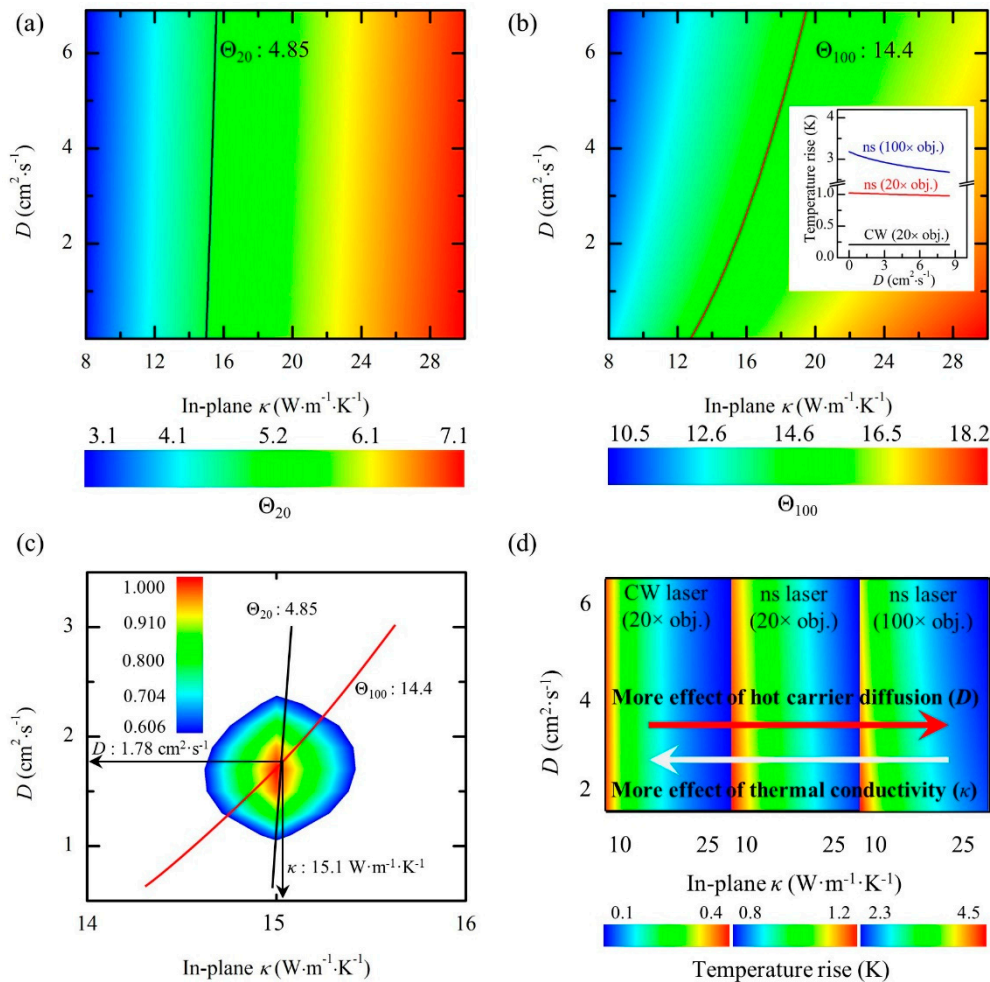 (a)
Θ20 : 4.85
6
4
2
D (cm²·s⁻¹)
8 12 16 20 24 28
In-plane κ (W·m⁻¹·K⁻¹)
3.1 4.1 5.2 6.1 7.1
Θ20
(b)
Θ100 : 14.4
6
4
2
D (cm²·s⁻¹)
Temperature rise (K)
4
3
1.0
0.5
0.0
ns (100× obj.)
ns (20× obj.)
CW (20× obj.)
0 3 6 9
D (cm²·s⁻¹)
8 12 16 20 24 28
In-plane κ (W·m⁻¹·K⁻¹)
10.5 12.6 14.6 16.5 18.2
Θ100
(c)
1.000
0.910
0.800
0.704
0.606
Θ20 : 4.85
Θ100 : 14.4
D : 1.78 cm²·s⁻¹
κ : 15.1 W·m⁻¹·K⁻¹
3
2
1
D (cm²·s⁻¹)
14 15 16
In-plane κ (W·m⁻¹·K⁻¹)
(d)
CW laser
(20× obj.)
ns laser
(20× obj.)
ns laser
(100× obj.)
More effect of hot carrier diffusion (D)
More effect of thermal conductivity (κ)
6
4
2
D (cm²·s⁻¹)
10 25 10 25 10 25
In-plane κ (W·m⁻¹·K⁻¹)
0.1 0.4 0.8 1.2 2.3 4.5
Temperature rise (K)